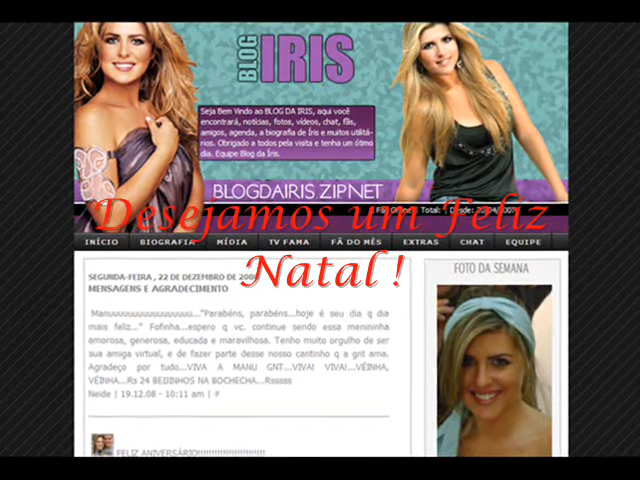 BLOG IRIS
Seja Bem Vindo ao BLOG DA IRIS, aqui você
encontrará, notícias, fotos, vídeos, chat, fãs,
amigos, agenda, a biografia de Íris e muitos utilitá-
rios. Obrigado a todos pela visita e tenha um ótimo
dia. Equipe Blog da Íris.
BLOGDAIRIS.ZIP.NET
Total: | Desde:
Desejamos um Feliz
INÍCIO BIOGRAFIA MÍDIA TV FAMA FÃ DO MÊS EXTRAS CHAT EQUIPE
Natal !
SEGUNDA-FEIRA , 22 DE DEZEMBRO DE
MENSAGENS E AGRADECIMENTO
FOTO DA SEMANA
Manuuuuuuuuuuuuuuuuu..."Parabéns, parabéns...hoje é seu dia q dia
mais feliz..." Fofinha...espero q vc. continue sendo essa menininha
amorosa, generosa, educada e maravilhosa. Tenho muito orgulho de ser
sua amiga virtual, e de fazer parte desse nosso cantinho q a gnt ama.
Agradeço por tudo...VIVA A MANU GNT...VIVA! VIVA!...VÉINHA,
VÉINHA...Rs 24 BEIJINHOS NA BOCHECHA...Rsssss
Neide | 19.12.08 - 10:11 am | #
FELIZ ANIVERSÁRIO!!!!!!!!!!!!!!!!!!!!!!!!